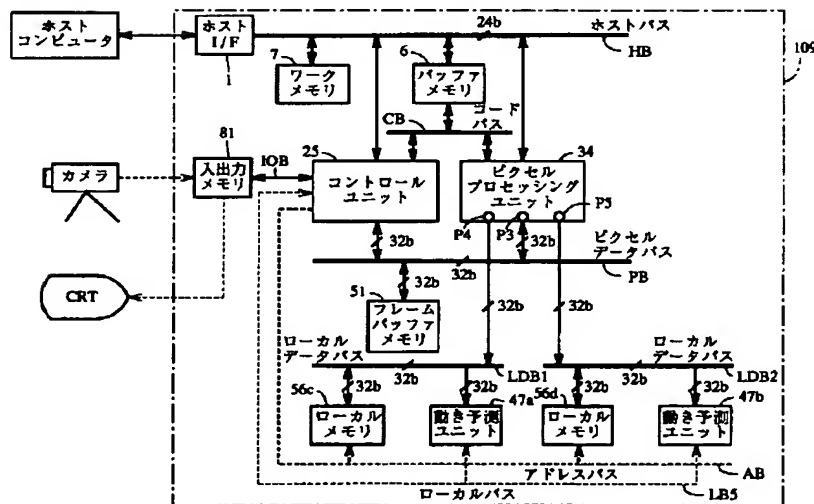 ホスト
コンピュータ
ホスト
I/F
1
24b
ホストバス
HB
109
7
ワーク
メモリ
6
バッファ
メモリ
コード
バス
CB
カメラ
81
入出力
メモリ
IOB
25
コントロール
ユニット
34
ピクセル
プロセッシング
ユニット
P4
P3
P5
32b
32b
ピクセル
データバス
32b
PB
CRT
32b
51
フレーム
バッファ
メモリ
32b
32b
ローカル
データバス
32b
LDB1
ローカル
データバス
32b
LDB2
56c
32b
32b
47a
56d
32b
32b
47b
ローカル
メモリ
動き予測
ユニット
ローカル
メモリ
動き予測
ユニット
アドレスバス
AB
ローカルバス
LB5